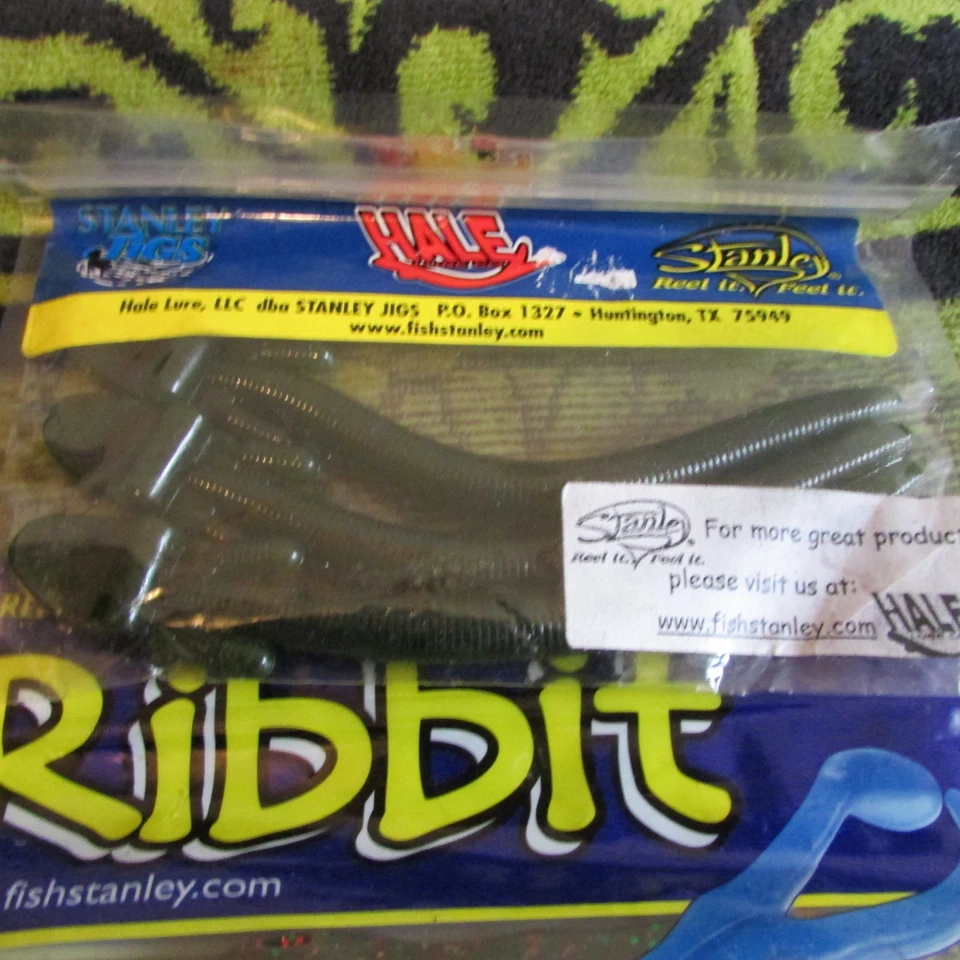 STANLEY
JIGS
HALE
Stanley®
Reel it. Feel it.
Hale Lure, LLC dba STANLEY JIGS P.O. Box 1327 - Huntington, TX 75949
www.fishstanley.com
Stanley®
Reel it. Feel it.
For more great product
please visit us at:
www.fishstanley.com
HALE
Ribbit
fishstanley.com